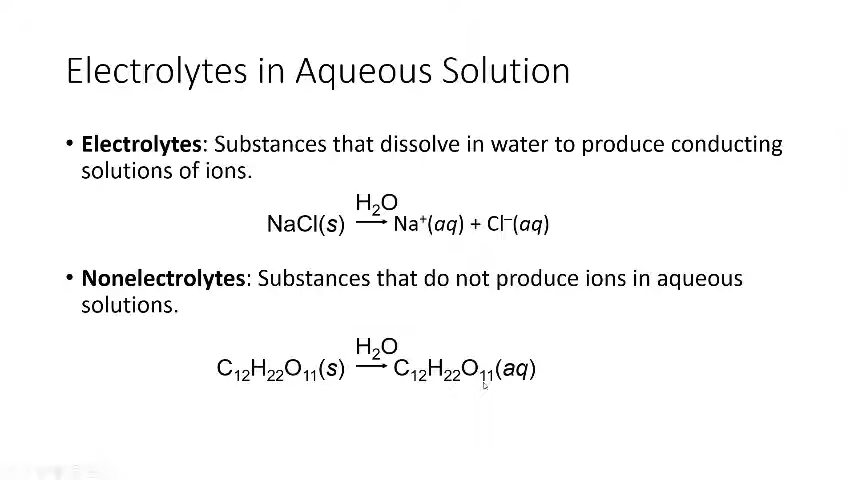 Electrolytes in Aqueous Solution
• Electrolytes: Substances that dissolve in water to produce conducting
solutions of ions.
H₂O
NaCl(s) ⟶ Na⁺(aq) + Cl⁻(aq)
• Nonelectrolytes: Substances that do not produce ions in aqueous
solutions.
H₂O
C₁₂H₂₂O₁₁(s) ⟶ C₁₂H₂₂O₁₁(aq)